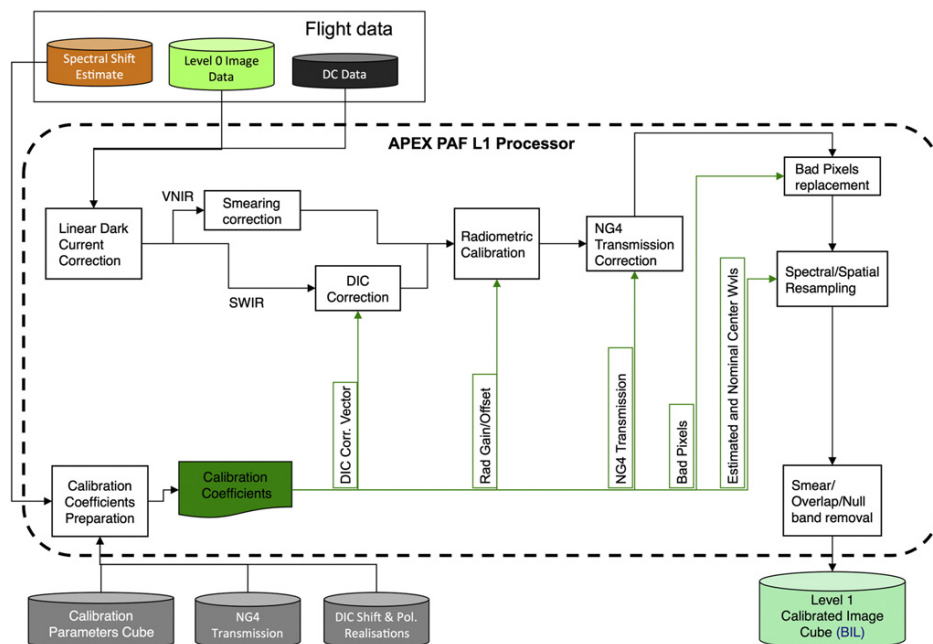 Flight data
Spectral Shift
Estimate
Level 0 Image
Data
DC Data
APEX PAF L1 Processor
Linear Dark
Current
Correction
VNIR
SWIR
Smearing
correction
DIC
Correction
Radiometric
Calibration
NG4
Transmission
Correction
Bad Pixels
replacement
Spectral/Spatial
Resampling
DIC Corr. Vector
Rad Gain/Offset
NG4 Transmission
Bad Pixels
Estimated and Nominal Center Wvls
Calibration
Coefficients
Preparation
Calibration
Coefficients
Smear/
Overlap/Null
band removal
Calibration
Parameters Cube
NG4
Transmission
DIC Shift & Pol.
Realisations
Level 1
Calibrated Image
Cube (BIL)